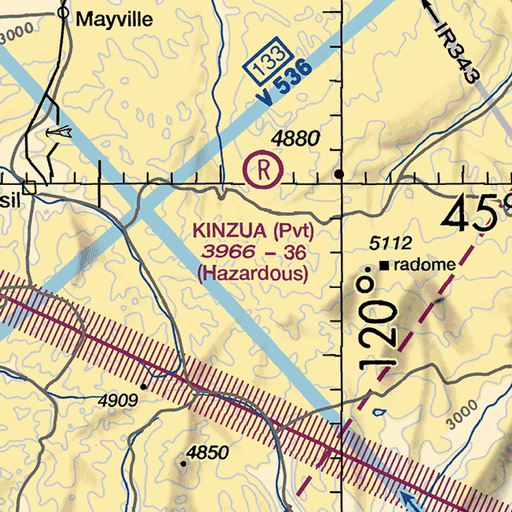 3000
Mayville
133
V 536
IR343
4880
R
sil
45°
KINZUA (Pvt)
3966 - 36
(Hazardous)
5112
radome
120°
4909
3000
4850